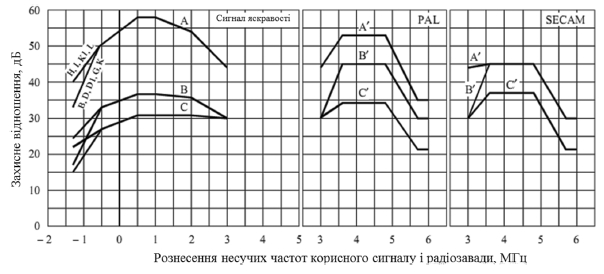 Захисне відношення, дБ
60
50
40
30
20
10
0
Сигнал яскравості
H, I, K1, L
B, D, D1, G, K
A
B
C
−2 −1 0 1 2 3 4 5
PAL
A′
B′
C′
3 4 5 6
SECAM
A′
B′
C′
3 4 5 6
Рознесення несучих частот корисного сигналу і радіозавади, МГц